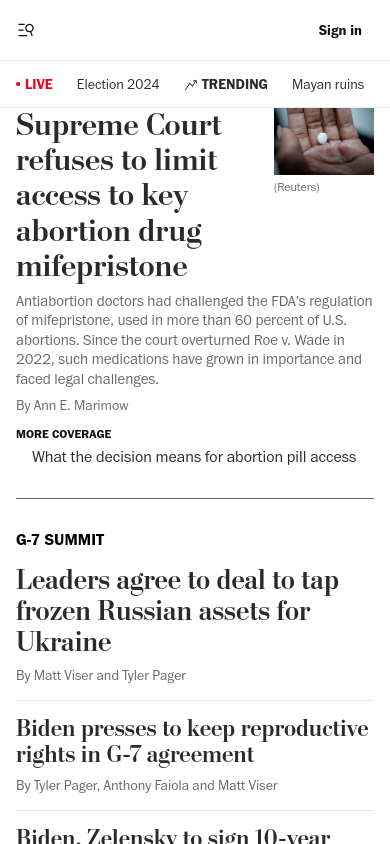 Sign in
LIVE
Election 2024
TRENDING
Mayan ruins
Supreme Court
refuses to limit
access to key
abortion drug
mifepristone
(Reuters)
Antiabortion doctors had challenged the FDA's regulation
of mifepristone, used in more than 60 percent of U.S.
abortions. Since the court overturned Roe v. Wade in
2022, such medications have grown in importance and
faced legal challenges.
By Ann E. Marimow
MORE COVERAGE
What the decision means for abortion pill access
G-7 SUMMIT
Leaders agree to deal to tap
frozen Russian assets for
Ukraine
By Matt Viser and Tyler Pager
Biden presses to keep reproductive
rights in G-7 agreement
By Tyler Pager, Anthony Faiola and Matt Viser
Biden, Zelensky to sign 10-year